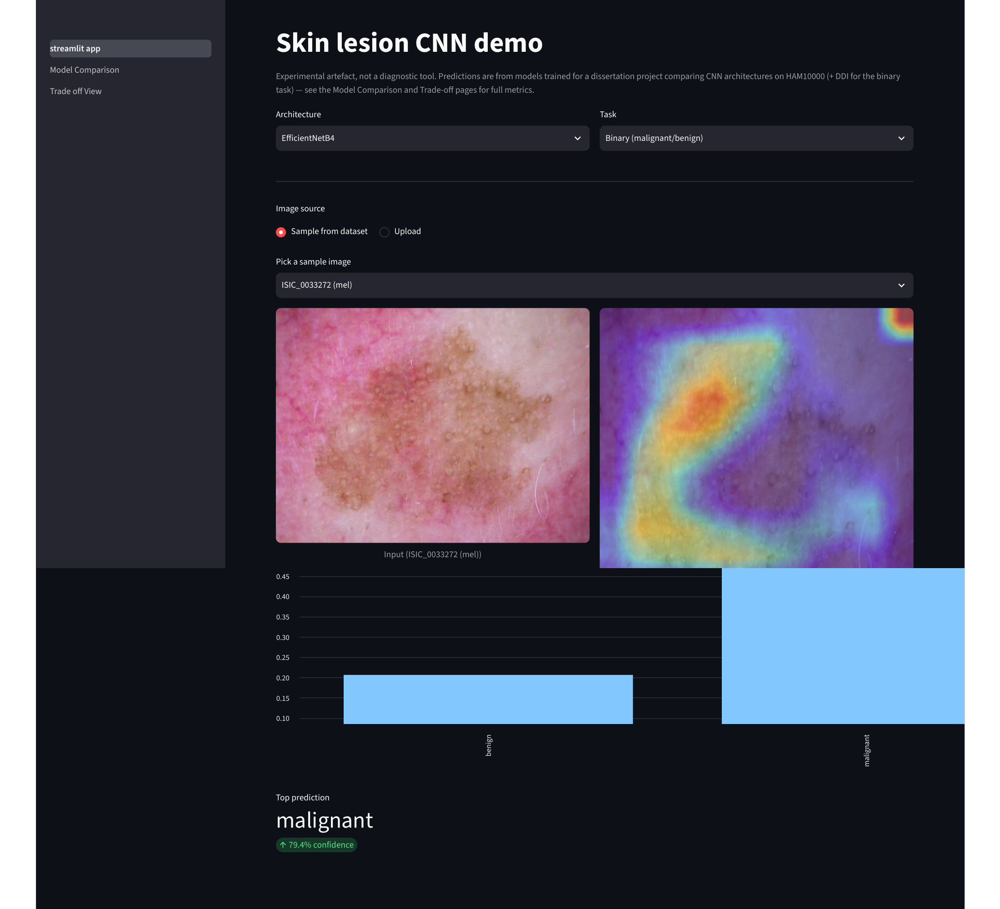 streamlit app
Model Comparison
Trade off View
Skin lesion CNN demo
Experimental artefact, not a diagnostic tool. Predictions are from models trained for a dissertation project comparing CNN architectures on HAM10000 (+ DDI for the binary
task) — see the Model Comparison and Trade-off pages for full metrics.
Architecture
Task
EfficientNetB4
Binary (malignant/benign)
Image source
Sample from dataset
Upload
Pick a sample image
ISIC_0033272 (mel)
Input (ISIC_0033272 (mel))
0.45
0.40
0.35
0.30
0.25
0.20
0.15
0.10
benign
malignant
Top prediction
malignant
↑ 79.4% confidence